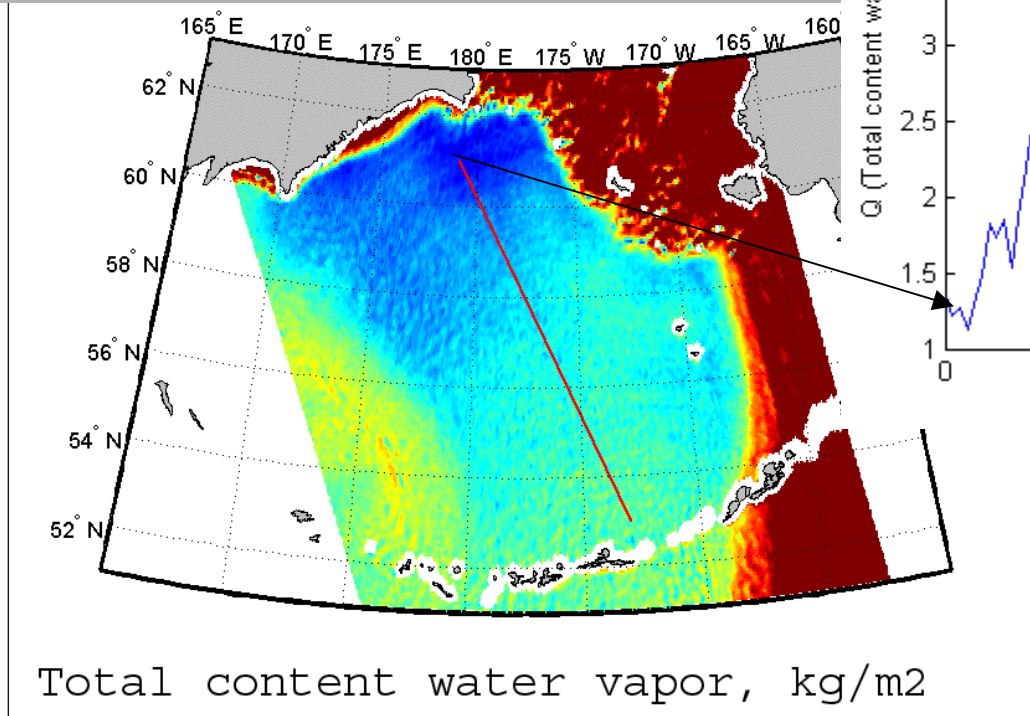 165° E
170° E
175° E
180° E
175° W
170° W
165° W
160°
62° N
60° N
58° N
56° N
54° N
52° N
Q (Total content
3
2.5
2
1.5
1
0
Total content water vapor, kg/m2